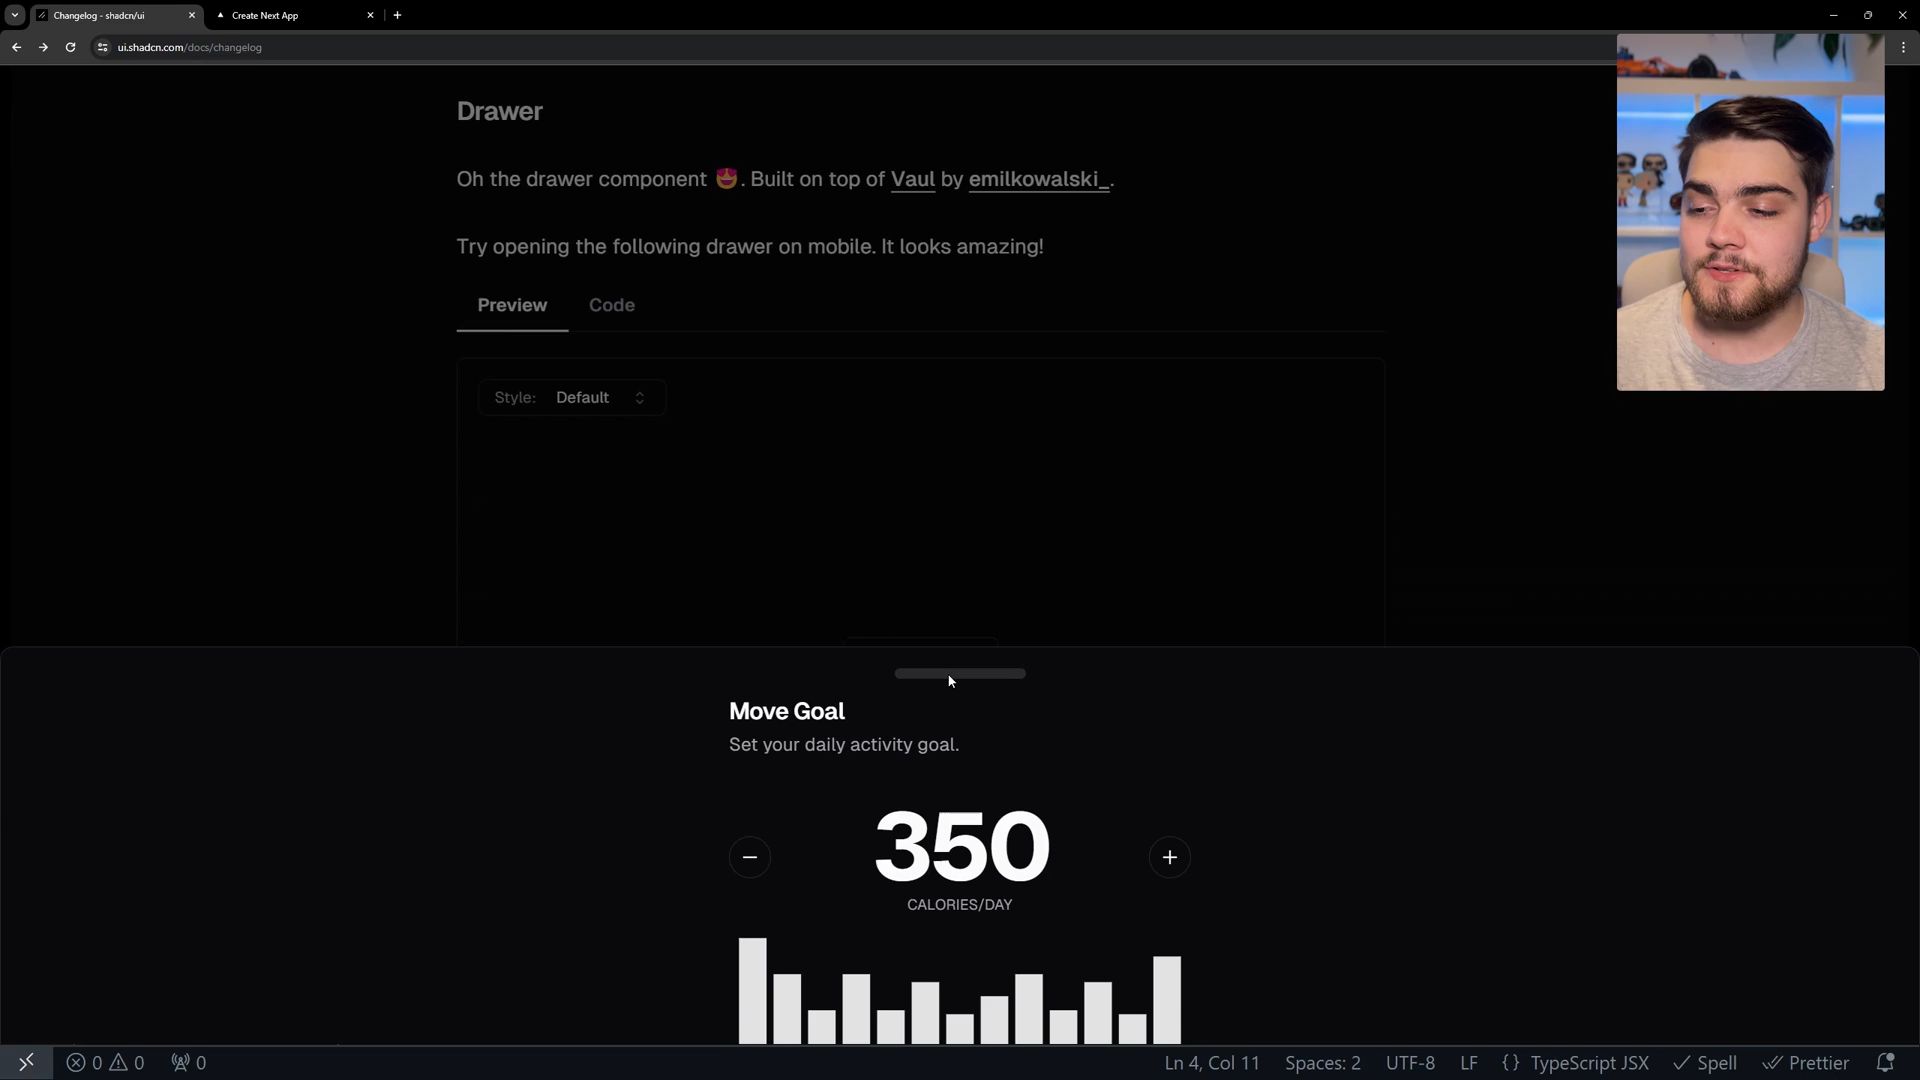 Changelog - shadcn/ui
Create Next App
ui.shadcn.com/docs/changelog
Drawer
Oh the drawer component 😍. Built on top of Vaul by emilkowalski_.
Try opening the following drawer on mobile. It looks amazing!
Preview
Code
Style: Default
Move Goal
Set your daily activity goal.
350
CALORIES/DAY
0 0 0
Ln 4, Col 11 Spaces: 2 UTF-8 LF {} TypeScript JSX Spell Prettier